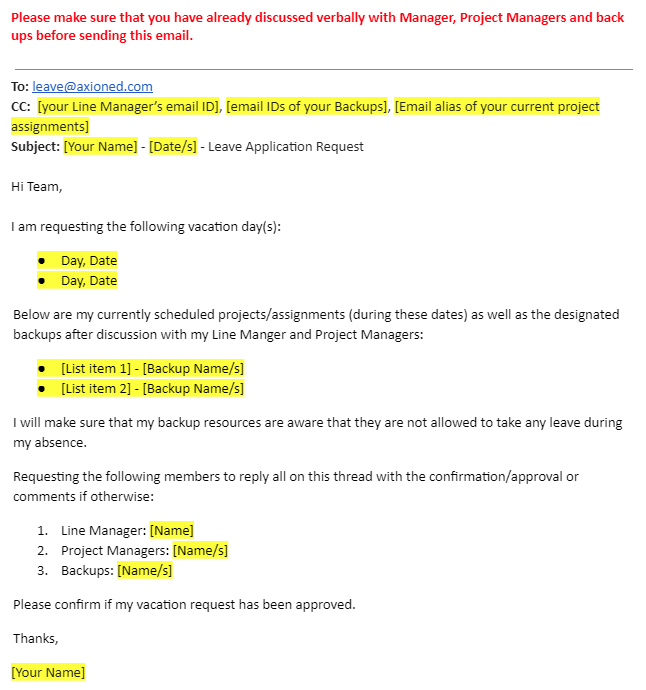 Please make sure that you have already discussed verbally with Manager, Project Managers and back
ups before sending this email.
To: leave@axioned.com
CC: [your Line Manager's email ID], [email IDs of your Backups], [Email alias of your current project
assignments]
Subject: [Your Name] - [Date/s] - Leave Application Request
Hi Team,
I am requesting the following vacation day(s):
● Day, Date
● Day, Date
Below are my currently scheduled projects/assignments (during these dates) as well as the designated
backups after discussion with my Line Manger and Project Managers:
● [List item 1] - [Backup Name/s]
● [List item 2] - [Backup Name/s]
I will make sure that my backup resources are aware that they are not allowed to take any leave during
my absence.
Requesting the following members to reply all on this thread with the confirmation/approval or
comments if otherwise:
1. Line Manager: [Name]
2. Project Managers: [Name/s]
3. Backups: [Name/s]
Please confirm if my vacation request has been approved.
Thanks,
[Your Name]